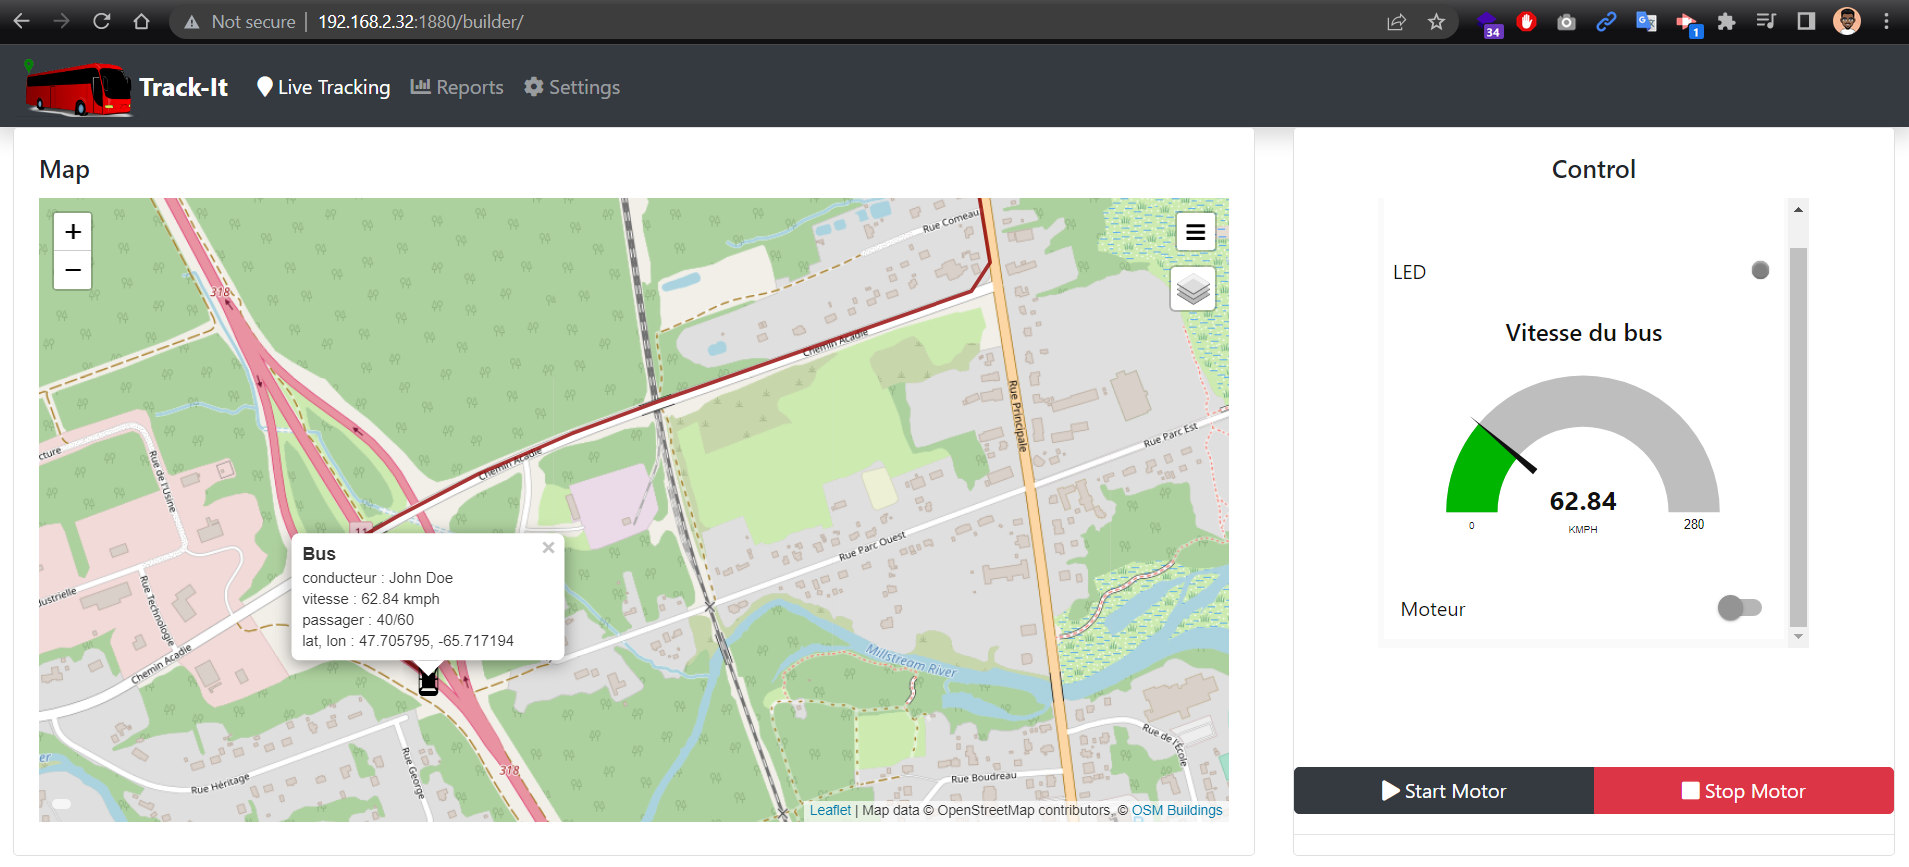 Not secure | 192.168.2.32:1880/builder/
34
1
Track-It
Live Tracking
Reports
Settings
Map
Control
+
−
318
Rue Comeau
Chemin Acadie
Rue Principale
Rue Parc Est
Chemin Acadie
cture
Rue de l'Usine
11
Rue Parc Ouest
dustrielle
Rue Technologie
Chemin Acadie
Bus
×
conducteur : John Doe
vitesse : 62.84 kmph
passager : 40/60
lat, lon : 47.705795, -65.717194
Millstream River
Rue de l'École
Rue Héritage
Rue George
318
Rue Boudreau
Leaflet | Map data © OpenStreetMap contributors, © OSM Buildings
LED
Vitesse du bus
62.84
0
KMPH
280
Moteur
Start Motor
Stop Motor